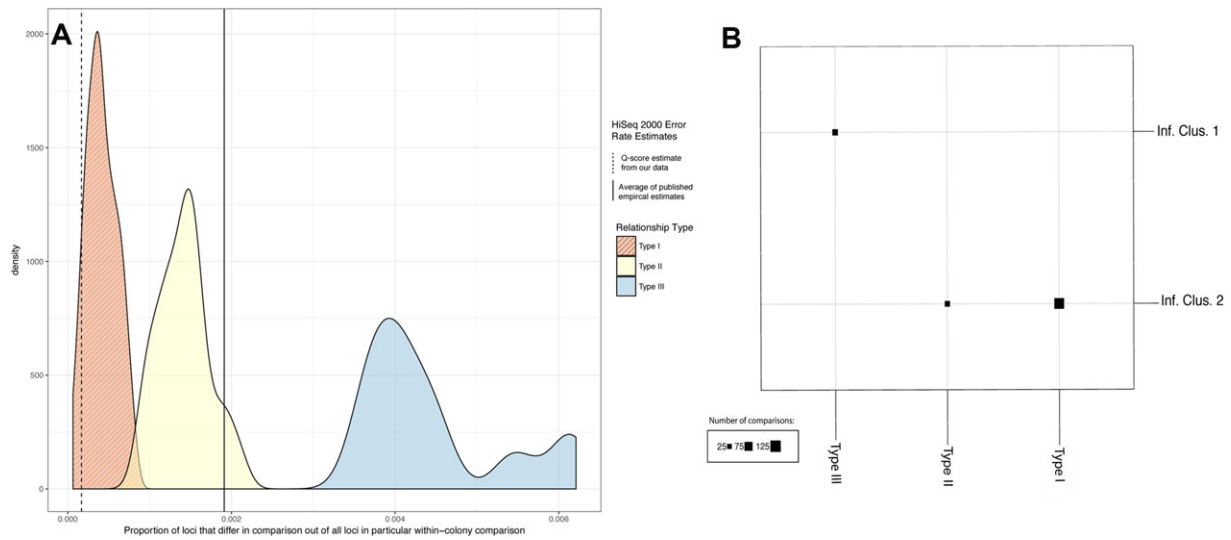 A
2000
1500
1000
500
0
density
0.000
0.002
0.004
0.006
Proportion of loci that differ in comparison out of all loci in particular within-colony comparison
HiSeq 2000 Error
Rate Estimates
Q-score estimate
from our data
Average of published
empircal estimates
Relationship Type
Type I
Type II
Type III
B
Inf. Clus. 1
Inf. Clus. 2
Number of comparisons:
25 75 125
Type III
Type II
Type I